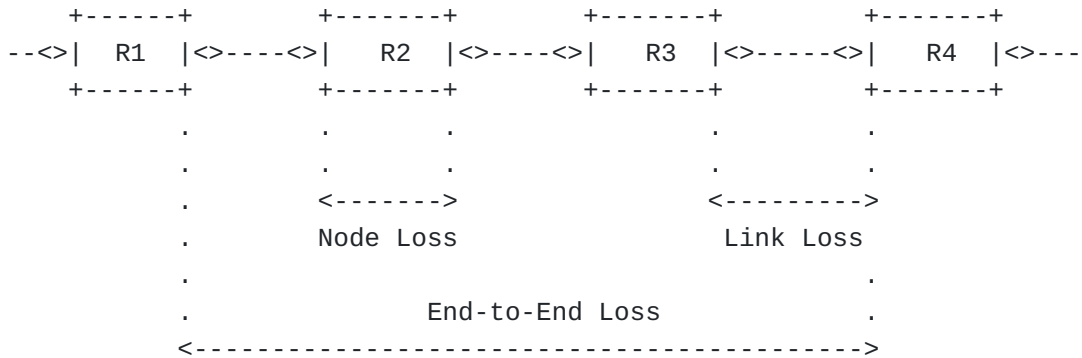 +------+        +-------+        +-------+         +-------+
--<>|  R1  |<>----<>|   R2  |<>----<>|   R3  |<>-----<>|   R4  |<>---
    +------+        +-------+        +-------+         +-------+
           .        .       .                .         .
           .        .       .                .         .
           .        <------->                <--------->
           .        Node Loss                 Link Loss
           .                                           .
           .               End-to-End Loss             .
           <------------------------------------------->